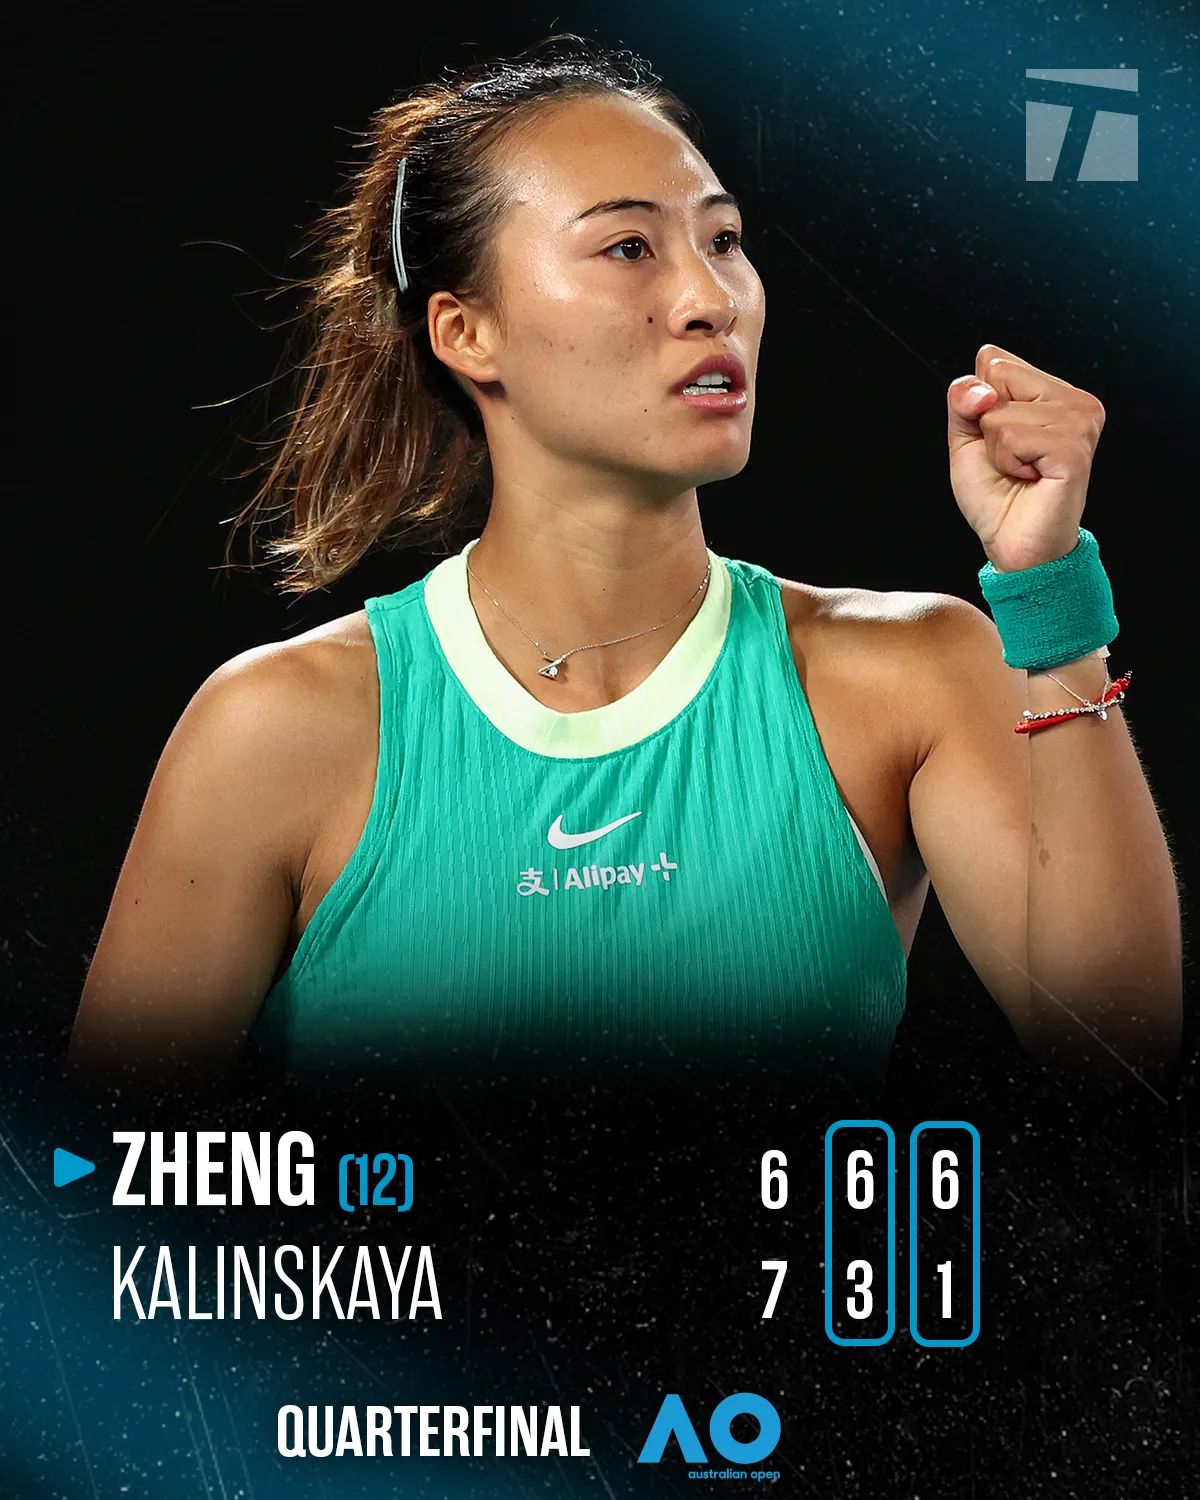 T
支 | Alipay
ZHENG (12) 6 6 6
KALINSKAYA 7 3 1
QUARTERFINAL AO
australian open